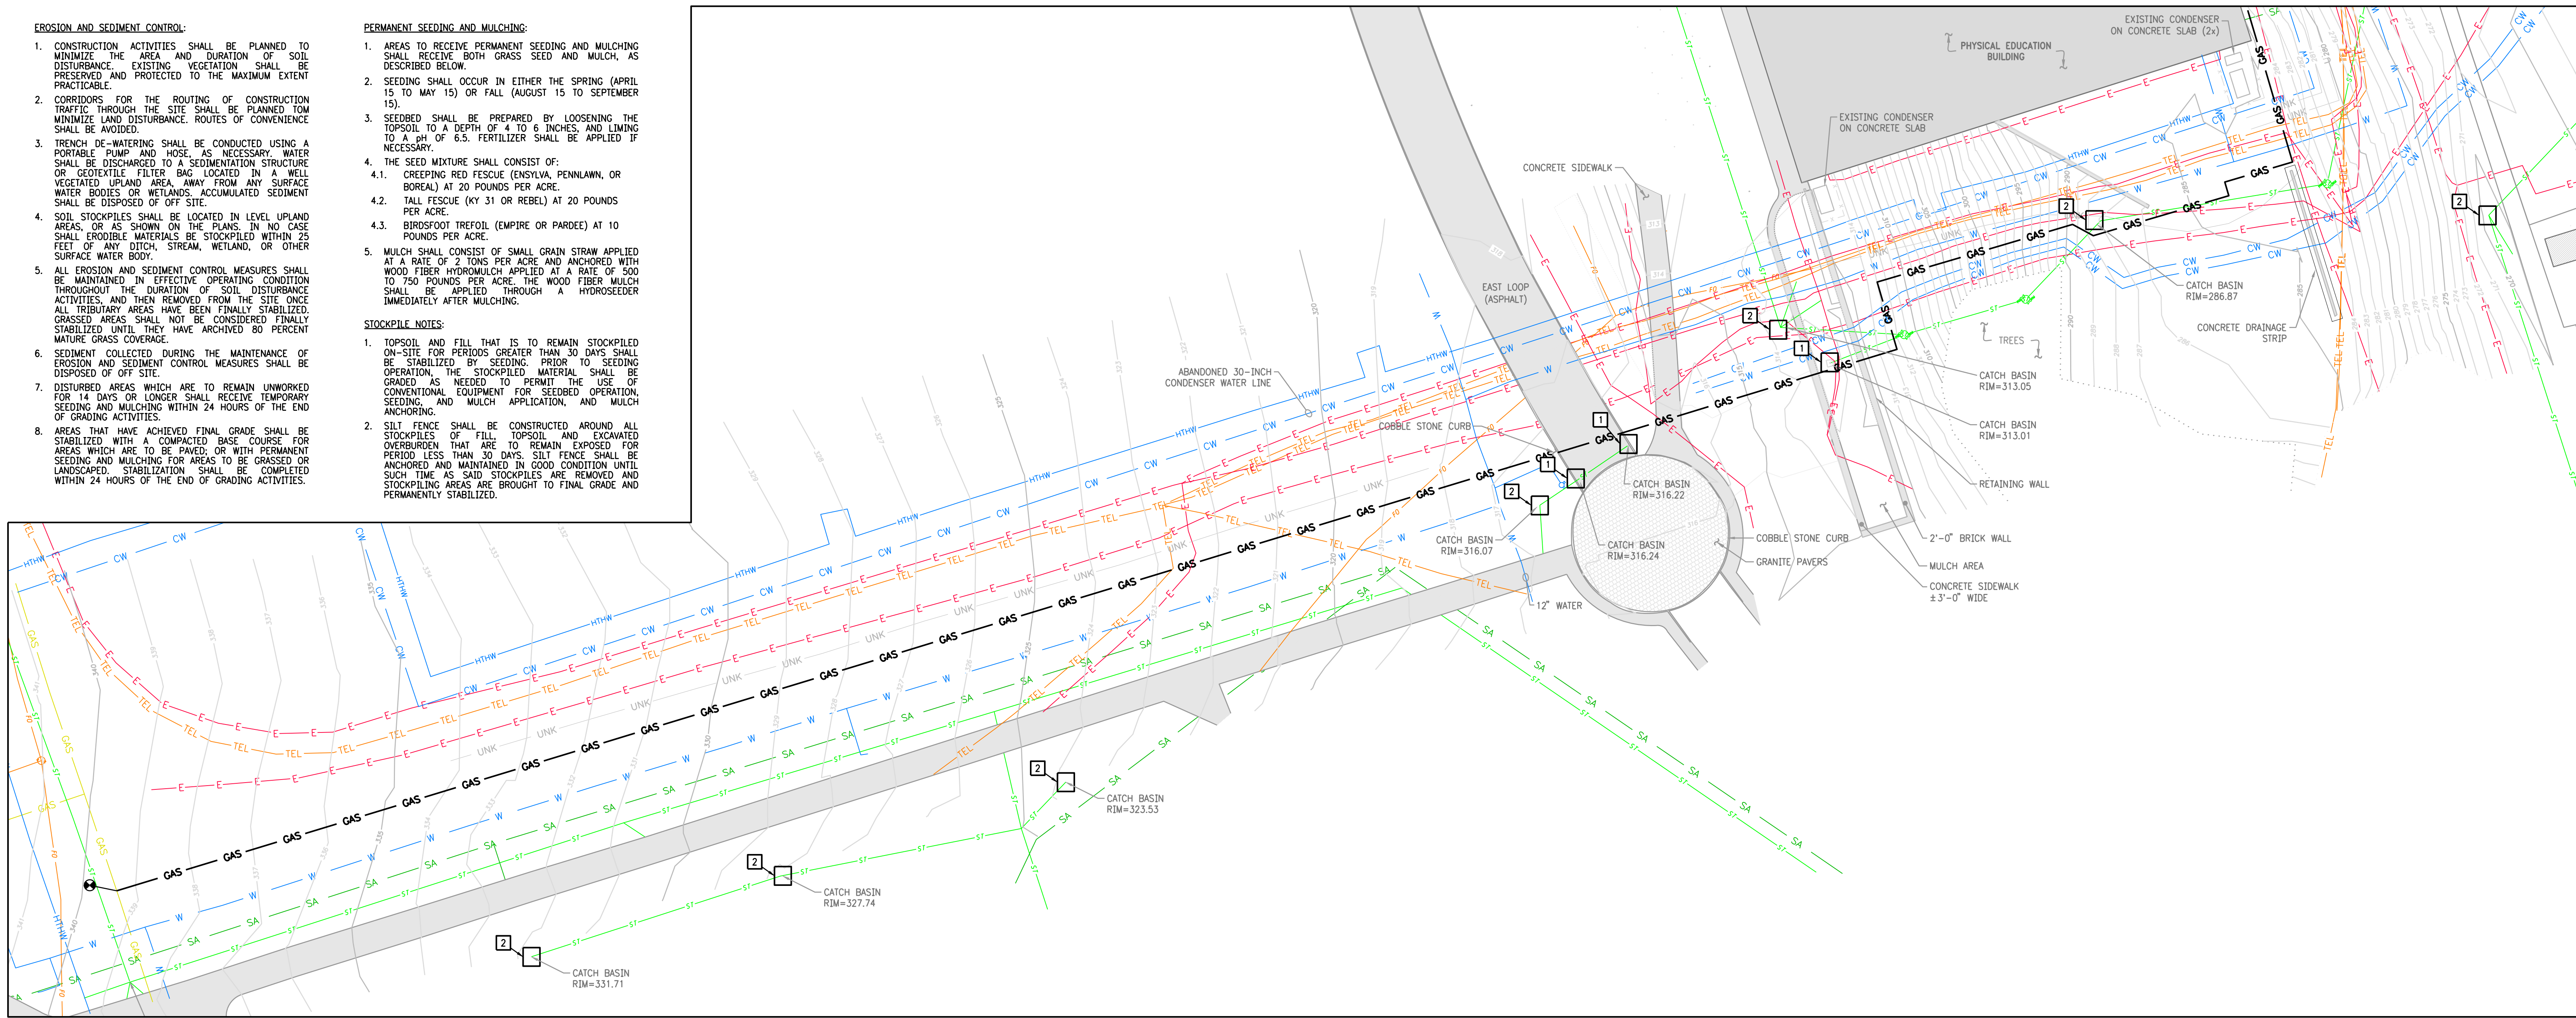 EROSION AND SEDIMENT CONTROL:
1. CONSTRUCTION ACTIVITIES SHALL BE PLANNED TO
MINIMIZE THE AREA AND DURATION OF SOIL
DISTURBANCE. EXISTING VEGETATION SHALL BE
PRESERVED AND PROTECTED TO THE MAXIMUM EXTENT
PRACTICABLE.
2. CORRIDORS FOR THE ROUTING OF CONSTRUCTION
TRAFFIC THROUGH THE SITE SHALL BE PLANNED TOM
MINIMIZE LAND DISTURBANCE. ROUTES OF CONVENIENCE
SHALL BE AVOIDED.
3. TRENCH DE-WATERING SHALL BE CONDUCTED USING A
PORTABLE PUMP AND HOSE, AS NECESSARY. WATER
SHALL BE DISCHARGED TO A SEDIMENTATION STRUCTURE
OR GEOTEXTILE FILTER BAG LOCATED IN A WELL
VEGETATED UPLAND AREA, AWAY FROM ANY SURFACE
WATER BODIES OR WETLANDS. ACCUMULATED SEDIMENT
SHALL BE DISPOSED OF OFF SITE.
4. SOIL STOCKPILES SHALL BE LOCATED IN LEVEL UPLAND
AREAS, OR AS SHOWN ON THE PLANS. IN NO CASE
SHALL ERODIBLE MATERIALS BE STOCKPILED WITHIN 25
FEET OF ANY DITCH, STREAM, WETLAND, OR OTHER
SURFACE WATER BODY.
5. ALL EROSION AND SEDIMENT CONTROL MEASURES SHALL
BE MAINTAINED IN EFFECTIVE OPERATING CONDITION
THROUGHOUT THE DURATION OF SOIL DISTURBANCE
ACTIVITIES, AND THEN REMOVED FROM THE SITE ONCE
ALL TRIBUTARY AREAS HAVE BEEN FINALLY STABILIZED.
GRASSED AREAS SHALL NOT BE CONSIDERED FINALLY
STABILIZED UNTIL THEY HAVE ARCHIVED 80 PERCENT
MATURE GRASS COVERAGE.
6. SEDIMENT COLLECTED DURING THE MAINTENANCE OF
EROSION AND SEDIMENT CONTROL MEASURES SHALL BE
DISPOSED OF OFF SITE.
7. DISTURBED AREAS WHICH ARE TO REMAIN UNWORKED
FOR 14 DAYS OR LONGER SHALL RECEIVE TEMPORARY
SEEDING AND MULCHING WITHIN 24 HOURS OF THE END
OF GRADING ACTIVITIES.
8. AREAS THAT HAVE ACHIEVED FINAL GRADE SHALL BE
STABILIZED WITH A COMPACTED BASE COURSE FOR
AREAS WHICH ARE TO BE PAVED; OR WITH PERMANENT
SEEDING AND MULCHING FOR AREAS TO BE GRASSED OR
LANDSCAPED. STABILIZATION SHALL BE COMPLETED
WITHIN 24 HOURS OF THE END OF GRADING ACTIVITIES.
PERMANENT SEEDING AND MULCHING:
1. AREAS TO RECEIVE PERMANENT SEEDING AND MULCHING
SHALL RECEIVE BOTH GRASS SEED AND MULCH, AS
DESCRIBED BELOW.
2. SEEDING SHALL OCCUR IN EITHER THE SPRING (APRIL
15 TO MAY 15) OR FALL (AUGUST 15 TO SEPTEMBER
15).
3. SEEDBED SHALL BE PREPARED BY LOOSENING THE
TOPSOIL TO A DEPTH OF 4 TO 6 INCHES, AND LIMING
TO A pH OF 6.5. FERTILIZER SHALL BE APPLIED IF
NECESSARY.
4. THE SEED MIXTURE SHALL CONSIST OF:
4.1. CREEPING RED FESCUE (ENSYLVA, PENNLAWN, OR
BOREAL) AT 20 POUNDS PER ACRE.
4.2. TALL FESCUE (KY 31 OR REBEL) AT 20 POUNDS
PER ACRE.
4.3. BIRDSFOOT TREFOIL (EMPIRE OR PARDEE) AT 10
POUNDS PER ACRE.
5. MULCH SHALL CONSIST OF SMALL GRAIN STRAW APPLIED
AT A RATE OF 2 TONS PER ACRE AND ANCHORED WITH
WOOD FIBER HYDROMULCH APPLIED AT A RATE OF 500
TO 750 POUNDS PER ACRE. THE WOOD FIBER MULCH
SHALL BE APPLIED THROUGH A HYDROSEEDER
IMMEDIATELY AFTER MULCHING.
STOCKPILE NOTES:
1. TOPSOIL AND FILL THAT IS TO REMAIN STOCKPILED
ON-SITE FOR PERIODS GREATER THAN 30 DAYS SHALL
BE STABILIZED BY SEEDING. PRIOR TO SEEDING
OPERATION, THE STOCKPILED MATERIAL SHALL BE
GRADED AS NEEDED TO PERMIT THE USE OF
CONVENTIONAL EQUIPMENT FOR SEEDBED OPERATION,
SEEDING, AND MULCH APPLICATION, AND MULCH
ANCHORING.
2. SILT FENCE SHALL BE CONSTRUCTED AROUND ALL
STOCKPILES OF FILL, TOPSOIL AND EXCAVATED
OVERBURDEN THAT ARE TO REMAIN EXPOSED FOR
PERIOD LESS THAN 30 DAYS. SILT FENCE SHALL BE
ANCHORED AND MAINTAINED IN GOOD CONDITION UNTIL
SUCH TIME AS SAID STOCKPILES ARE REMOVED AND
STOCKPILING AREAS ARE BROUGHT TO FINAL GRADE AND
PERMANENTLY STABILIZED.
EXISTING CONDENSER
ON CONCRETE SLAB (2x)
PHYSICAL EDUCATION
BUILDING
EXISTING CONDENSER
ON CONCRETE SLAB
CONCRETE SIDEWALK
EAST LOOP
(ASPHALT)
ABANDONED 30-INCH
CONDENSER WATER LINE
COBBLE STONE CURB
CATCH BASIN
RIM=286.87
CONCRETE DRAINAGE
STRIP
TREES
CATCH BASIN
RIM=313.05
CATCH BASIN
RIM=313.01
RETAINING WALL
CATCH BASIN
RIM=316.22
CATCH BASIN
RIM=316.07
CATCH BASIN
RIM=316.24
COBBLE STONE CURB
GRANITE PAVERS
2'-0" BRICK WALL
MULCH AREA
CONCRETE SIDEWALK
±3'-0" WIDE
12" WATER
CATCH BASIN
RIM=323.53
CATCH BASIN
RIM=327.74
CATCH BASIN
RIM=331.71